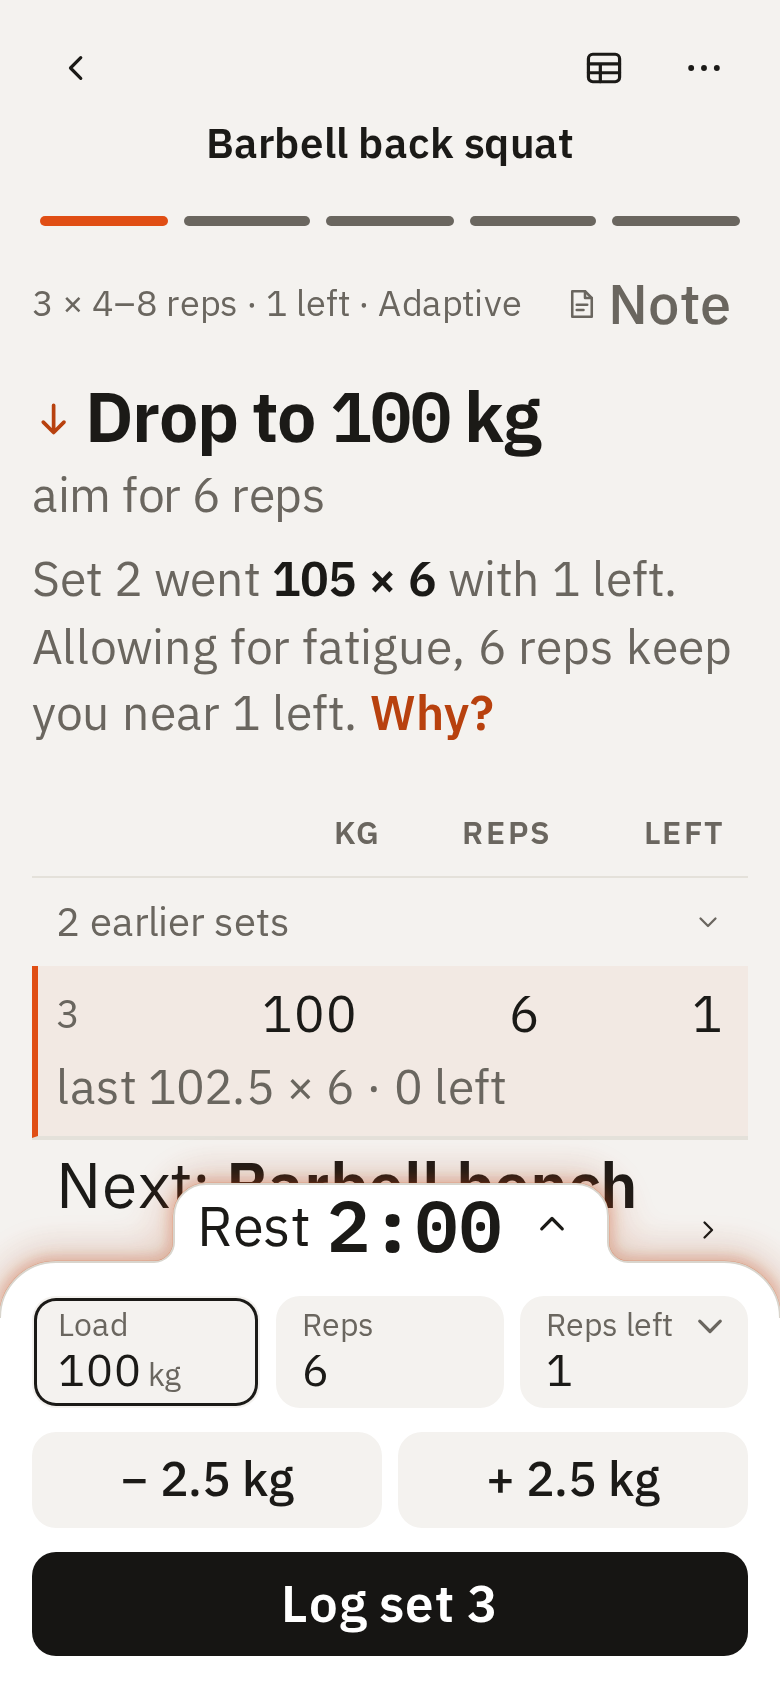 Barbell back squat
3 × 4–8 reps · 1 left · Adaptive
Note
Drop to 100 kg
aim for 6 reps
Set 2 went 105 × 6 with 1 left.
Allowing for fatigue, 6 reps keep
you near 1 left. Why?
KG REPS LEFT
2 earlier sets
3 100 6 1
last 102.5 × 6 · 0 left
Next: Barbell bench
Rest 2:00
Load Reps Reps left
100 kg 6 1
− 2.5 kg + 2.5 kg
Log set 3